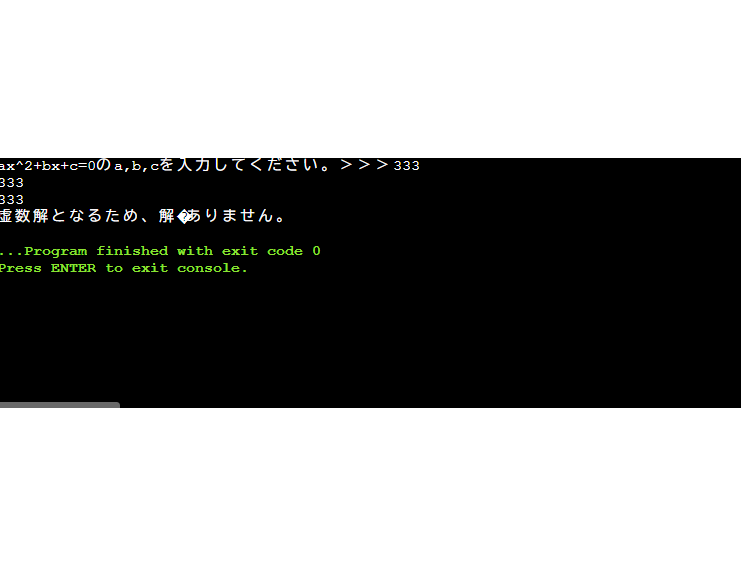 ax^2+bx+c=0のa,b,cを入力してください。＞＞＞333
333
333
虚数解となるため、解�ありません。
...Program finished with exit code 0
Press ENTER to exit console.